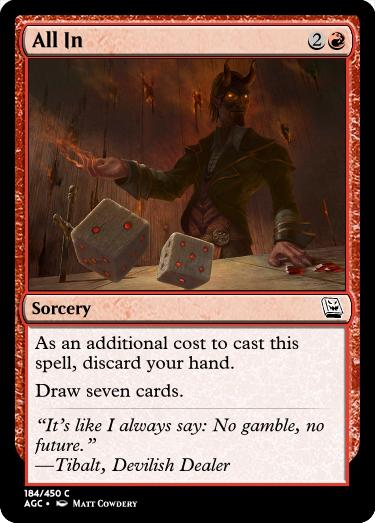 All In
2
Sorcery
As an additional cost to cast this
spell, discard your hand.
Draw seven cards.
“It’s like I always say: No gamble, no
future.”
—Tibalt, Devilish Dealer
184/450 C
AGC • Matt Cowdery